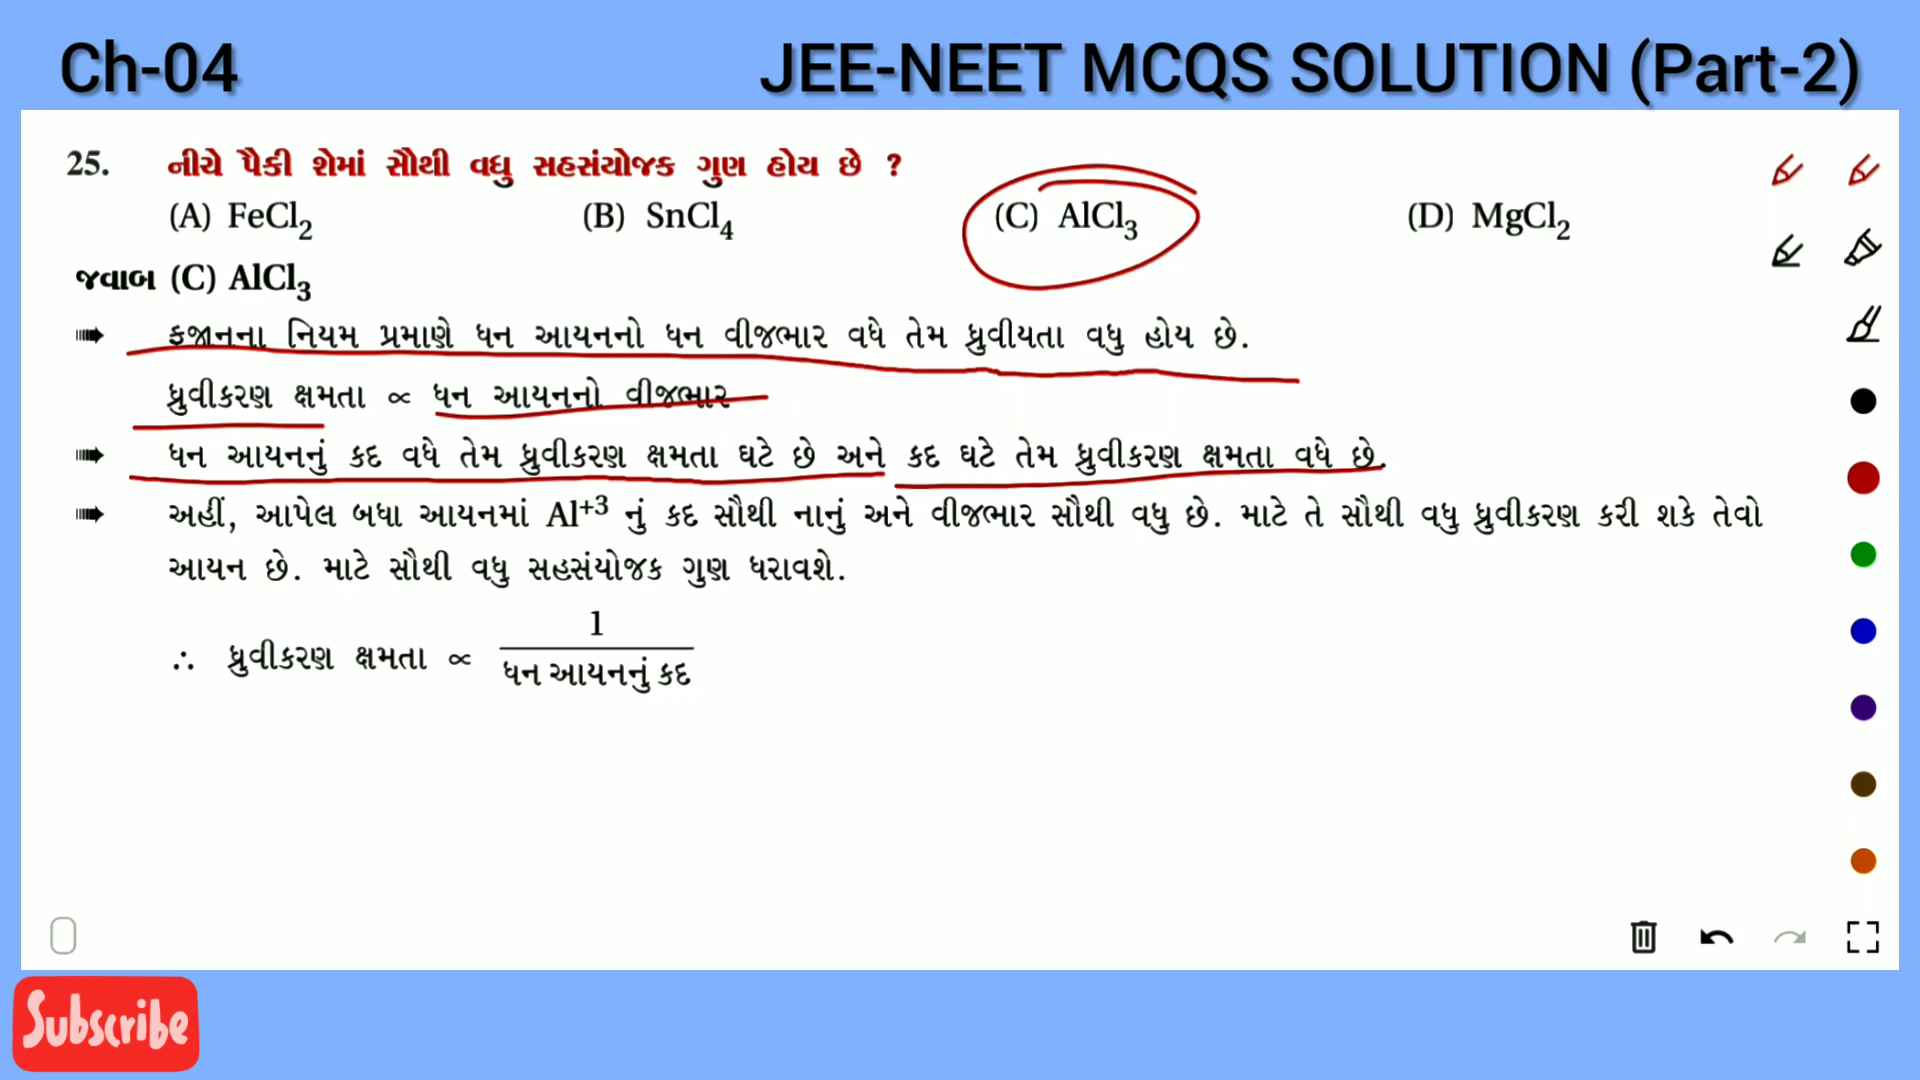 Ch-04
JEE-NEET MCQS SOLUTION (Part-2)
25. નીચે પૈકી શેમાં સૌથી વધુ સહસંયોજક ગુણ હોય છે ?
(A) FeCl₂ (B) SnCl₄ (C) AlCl₃ (D) MgCl₂
જવાબ (C) AlCl₃
➠ ફજાનના નિયમ પ્રમાણે ધન આયનનો ધન વીજભાર વધે તેમ ધ્રુવીયતા વધુ હોય છે.
ધ્રુવીકરણ ક્ષમતા ∝ ધન આયનનો વીજભાર
➠ ધન આયનનું કદ વધે તેમ ધ્રુવીકરણ ક્ષમતા ઘટે છે અને કદ ઘટે તેમ ધ્રુવીકરણ ક્ષમતા વધે છે.
➠ અહીં, આપેલ બધા આયનમાં Al⁺³ નું કદ સૌથી નાનું અને વીજભાર સૌથી વધુ છે. માટે તે સૌથી વધુ ધ્રુવીકરણ કરી શકે તેવો
આયન છે. માટે સૌથી વધુ સહસંયોજક ગુણ ધરાવશે.
1
∴ ધ્રુવીકરણ ક્ષમતા ∝
ધન આયનનું કદ
Subscribe